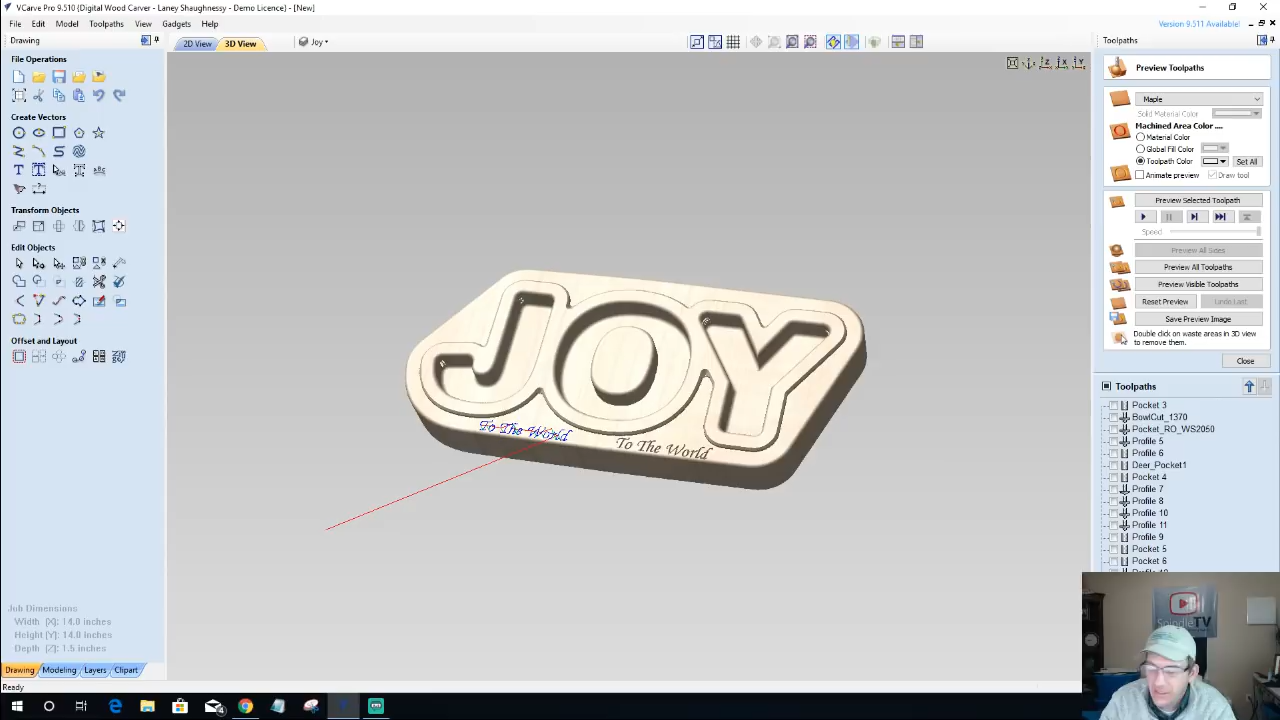 VCarve Pro 9.510 {Digital Wood Carver - Laney Shaughnessy - Demo Licence} - [New]
File Edit Model Toolpaths View Gadgets Help
Version 9.511 Available!
Drawing
2D View 3D View Joy
Toolpaths
File Operations
Create Vectors
Transform Objects
Edit Objects
Offset and Layout
Job Dimensions
Width [X]: 14.0 inches
Height [Y]: 14.0 inches
Depth [Z]: 1.5 inches
Drawing Modeling Layers Clipart
Ready
JOY
To The World
To The World
Preview Toolpaths
Maple
Solid Material Color
Machined Area Color ....
Material Color
Global Fill Color
Toolpath Color Set All
Animate preview Draw tool
Preview Selected Toolpath
Speed
Preview All Sides
Preview All Toolpaths
Preview Visible Toolpaths
Reset Preview Undo Last
Save Preview Image
Double click on waste areas in 3D view
to remove them.
Close
Toolpaths
Pocket 3
BowlCut_1370
Pocket_RO_WS2050
Profile 5
Profile 6
Deer_Pocket1
Pocket 4
Profile 7
Profile 8
Profile 10
Profile 11
Profile 9
Pocket 5
Pocket 6
SpindleTV